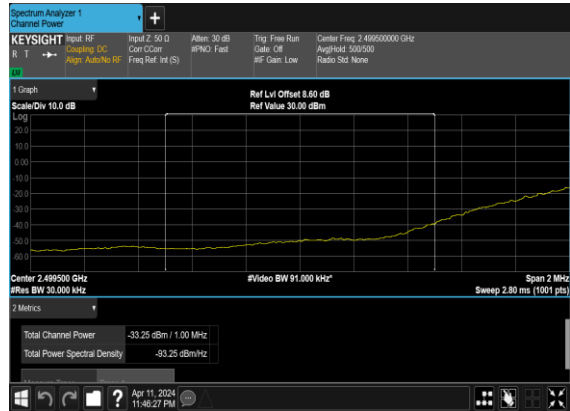 Spectrum Analyzer 1
Channel Power
+
KEYSIGHT
R T
Input: RF
Coupling: DC
Align: Auto/No RF
Input Z: 50 Ω
Corr CCorr
Freq Ref: Int (S)
Atten: 30 dB
#PNO: Fast
Trig: Free Run
Gate: Off
#IF Gain: Low
Center Freq: 2.499500000 GHz
Avg|Hold: 500/500
Radio Std: None
1 Graph
Scale/Div 10.0 dB
Ref Lvl Offset 8.60 dB
Ref Value 30.00 dBm
Log
20.0
10.0
0.00
-10.0
-20.0
-30.0
-40.0
-50.0
-60.0
Center 2.499500 GHz
#Res BW 30.000 kHz
#Video BW 91.000 kHz*
Span 2 MHz
Sweep 2.80 ms (1001 pts)
2 Metrics
Total Channel Power -33.25 dBm / 1.00 MHz
Total Power Spectral Density -93.25 dBm/Hz
?
Apr 11, 2024
11:46:27 PM